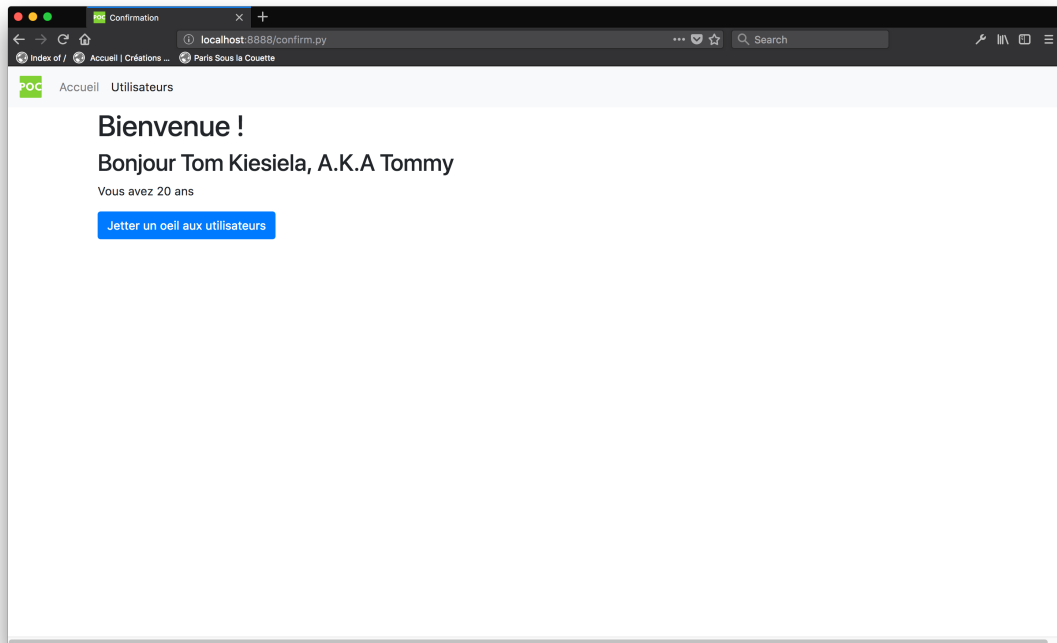 POC Confirmation
localhost:8888/confirm.py
Search
Index of / Accueil | Créations ... Paris Sous la Couette
POC Accueil Utilisateurs
Bienvenue !
Bonjour Tom Kiesiela, A.K.A Tommy
Vous avez 20 ans
Jetter un oeil aux utilisateurs